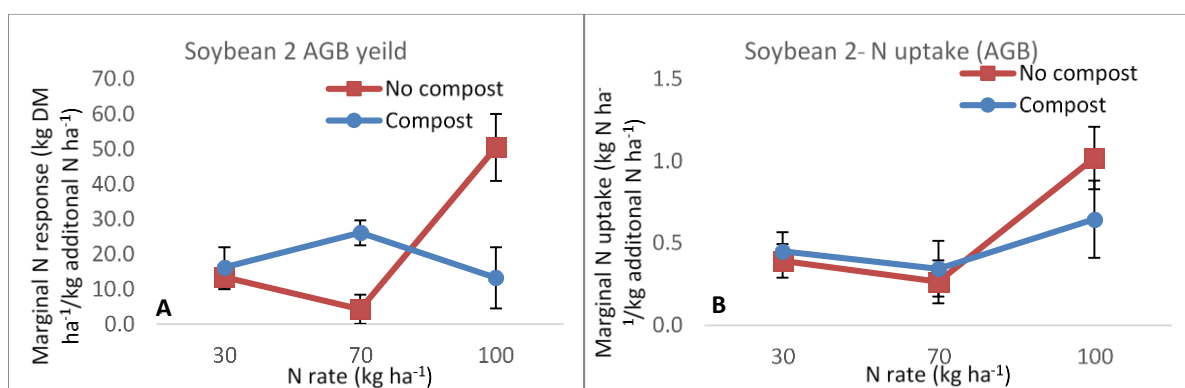 Soybean 2 AGB yeild
Marginal N response (kg DM
ha⁻¹/kg additonal N ha⁻¹)
70.0
60.0
50.0
40.0
30.0
20.0
10.0
0.0
No compost
Compost
A
30 70 100
N rate (kg ha⁻¹)
Soybean 2- N uptake (AGB)
Marginal N uptake (kg N ha⁻
¹/kg additonal N ha⁻¹)
1.5
1.0
0.5
0.0
No compost
Compost
B
30 70 100
N rate (kg ha⁻¹)